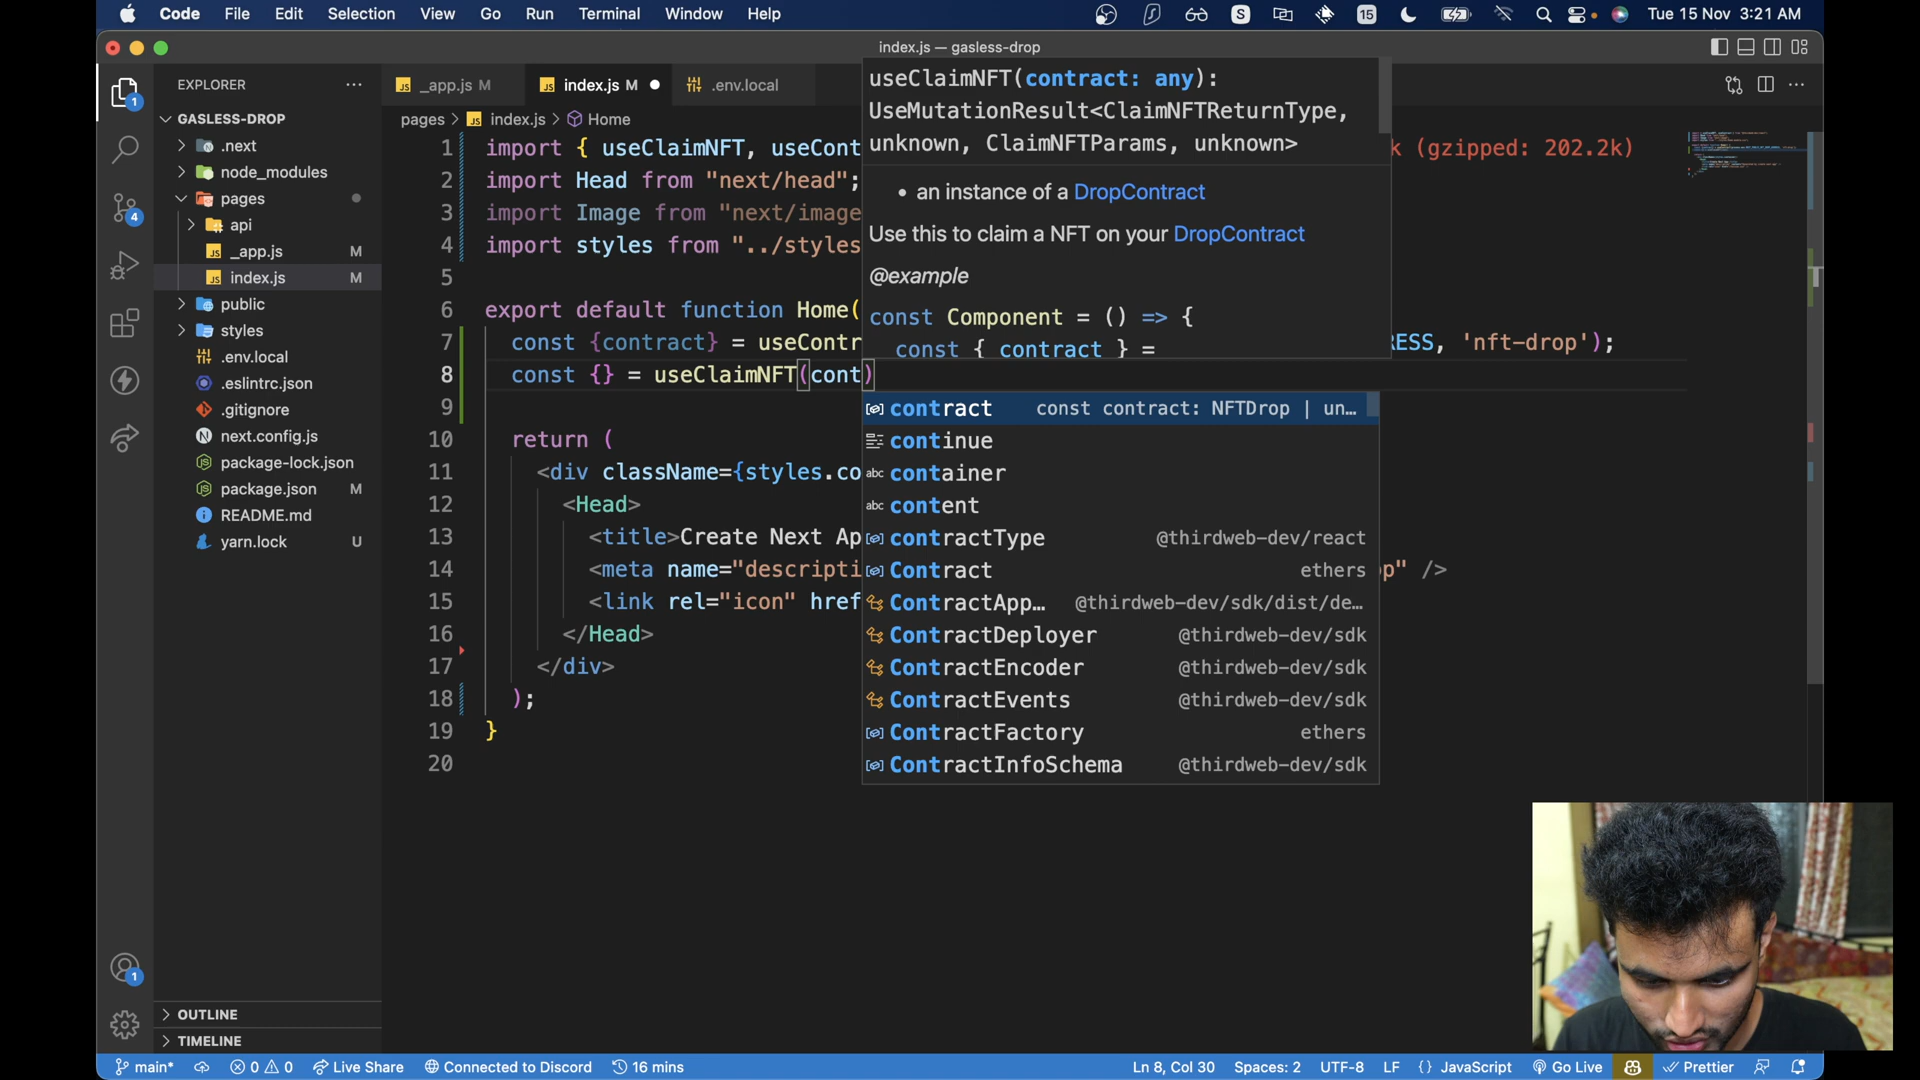 Code File Edit Selection View Go Run Terminal Window Help
S 15 Tue 15 Nov 3:21 AM
index.js — gasless-drop
EXPLORER
_app.js M index.js M .env.local
GASLESS-DROP
.next
node_modules
pages
api
_app.js M
index.js M
public
styles
.env.local
.eslintrc.json
.gitignore
next.config.js
package-lock.json
package.json M
README.md
yarn.lock U
OUTLINE
TIMELINE
1
4
1
pages > index.js > Home
1 import { useClaimNFT, useCont k (gzipped: 202.2k)
2 import Head from "next/head";
3 import Image from "next/image
4 import styles from "../styles
5
6 export default function Home(
7 const {contract} = useContr ESS, 'nft-drop');
8 const {} = useClaimNFT(cont)
9
10 return (
11 <div className={styles.co
12 <Head>
13 <title>Create Next Ap
14 <meta name="descripti p" />
15 <link rel="icon" href
16 </Head>
17 </div>
18 );
19 }
20
useClaimNFT(contract: any):
UseMutationResult<ClaimNFTReturnType,
unknown, ClaimNFTParams, unknown>
• an instance of a DropContract
Use this to claim a NFT on your DropContract
@example
const Component = () => {
const { contract } =
contract const contract: NFTDrop | un…
continue
abc container
abc content
contractType @thirdweb-dev/react
Contract ethers
ContractApp… @thirdweb-dev/sdk/dist/de…
ContractDeployer @thirdweb-dev/sdk
ContractEncoder @thirdweb-dev/sdk
ContractEvents @thirdweb-dev/sdk
ContractFactory ethers
ContractInfoSchema @thirdweb-dev/sdk
main* 0 0 Live Share Connected to Discord 16 mins
Ln 8, Col 30 Spaces: 2 UTF-8 LF {} JavaScript Go Live Prettier